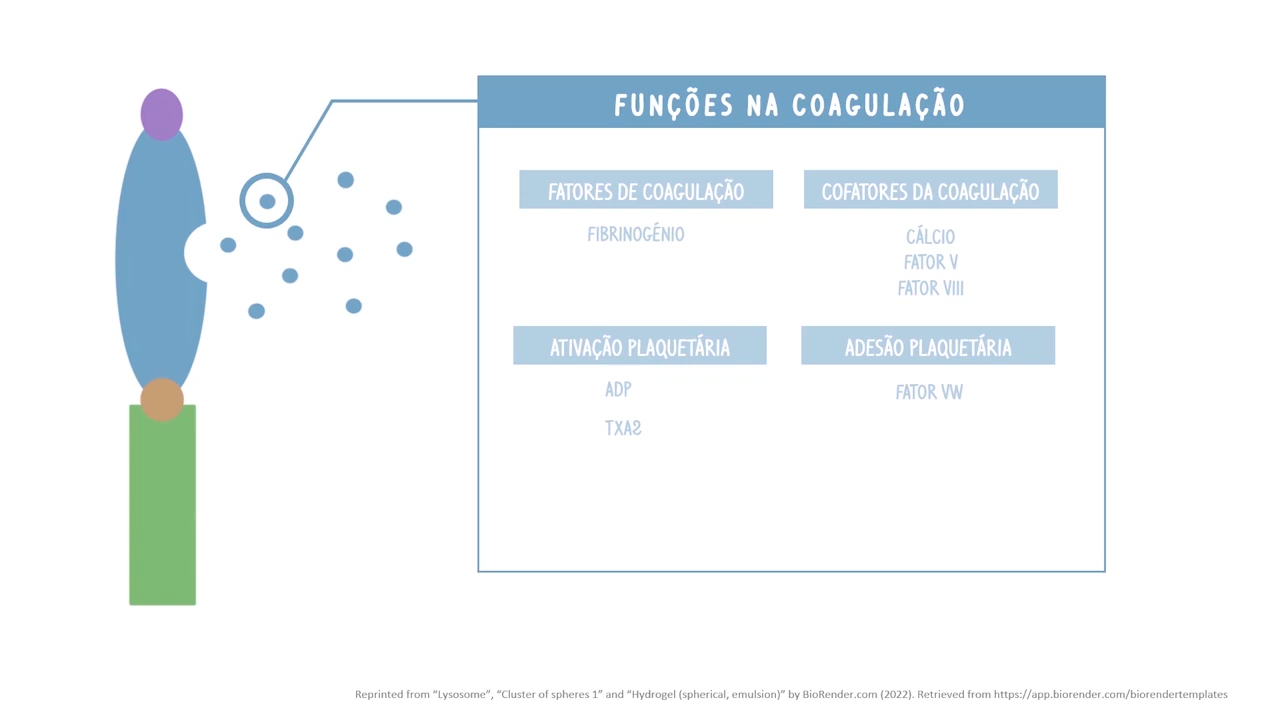 FUNÇÕES NA COAGULAÇÃO
FATORES DE COAGULAÇÃO
FIBRINOGÉNIO
COFATORES DA COAGULAÇÃO
CÁLCIO
FATOR V
FATOR VIII
ATIVAÇÃO PLAQUETÁRIA
ADP
TXA2
ADESÃO PLAQUETÁRIA
FATOR VW
Reprinted from “Lysosome”, “Cluster of spheres 1” and “Hydrogel (spherical, emulsion)” by BioRender.com (2022). Retrieved from https://app.biorender.com/biorendertemplates